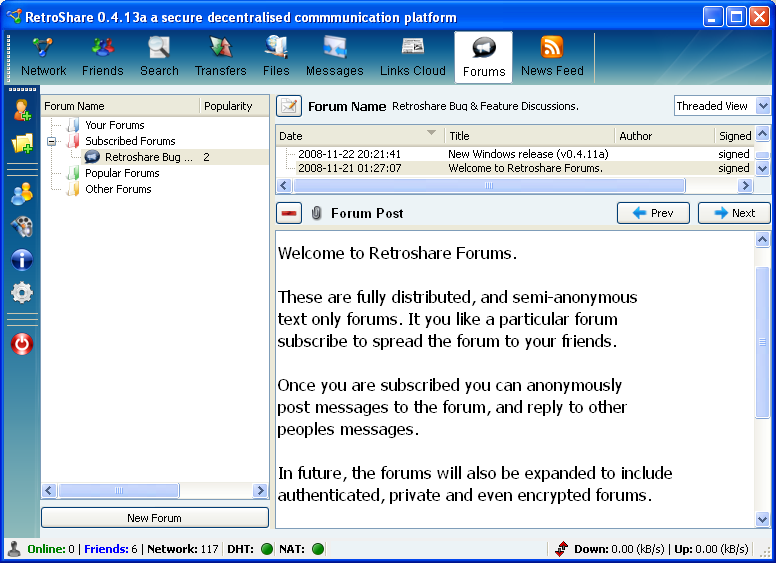 RetroShare 0.4.13a a secure decentralised commmunication platform
Network Friends Search Transfers Files Messages Links Cloud Forums News Feed
Forum Name Popularity
Your Forums
Subscribed Forums
Retroshare Bug ... 2
Popular Forums
Other Forums
New Forum
Forum Name Retroshare Bug & Feature Discussions. Threaded View
Date Title Author Signed
2008-11-22 20:21:41 New Windows release (v0.4.11a) signed
2008-11-21 01:27:07 Welcome to Retroshare Forums. signed
Forum Post Prev Next
Welcome to Retroshare Forums.
These are fully distributed, and semi-anonymous
text only forums. It you like a particular forum
subscribe to spread the forum to your friends.
Once you are subscribed you can anonymously
post messages to the forum, and reply to other
peoples messages.
In future, the forums will also be expanded to include
authenticated, private and even encrypted forums.
Online: 0 | Friends: 6 | Network: 117 DHT: NAT: Down: 0.00 (kB/s) | Up: 0.00 (kB/s)